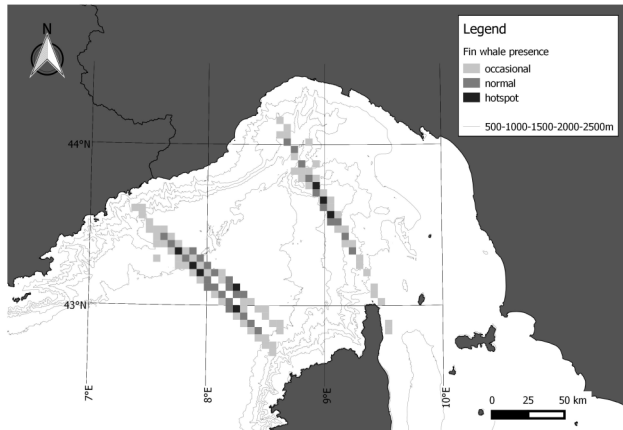 N
Legend
Fin whale presence
occasional
normal
hotspot
500-1000-1500-2000-2500m
44°N
43°N
7°E
8°E
9°E
10°E
0 25 50 km